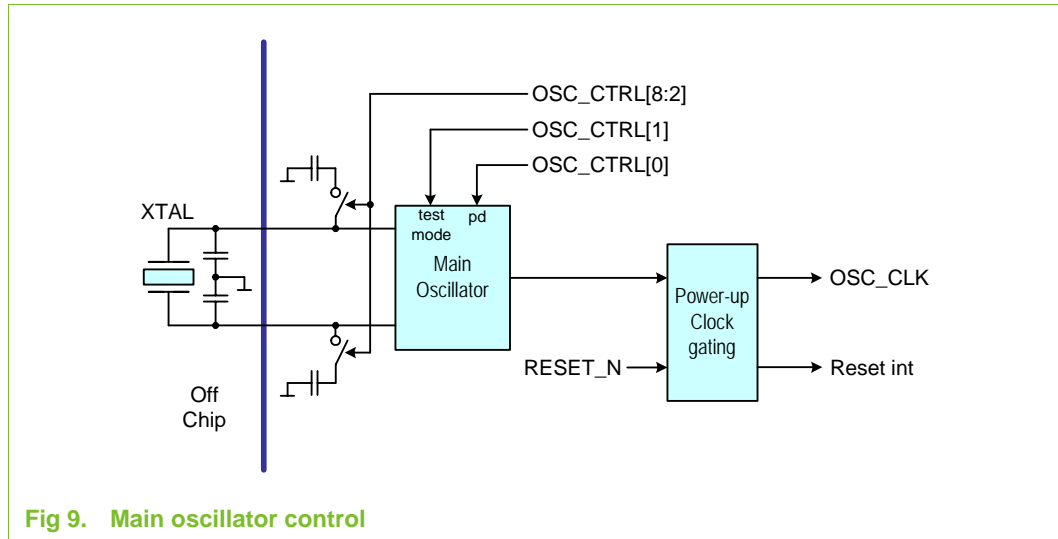 OSC_CTRL[8:2]
OSC_CTRL[1]
OSC_CTRL[0]
XTAL
test
mode
pd
Main
Oscillator
Power-up
Clock
gating
OSC_CLK
RESET_N
Reset int
Off
Chip
Fig 9. Main oscillator control